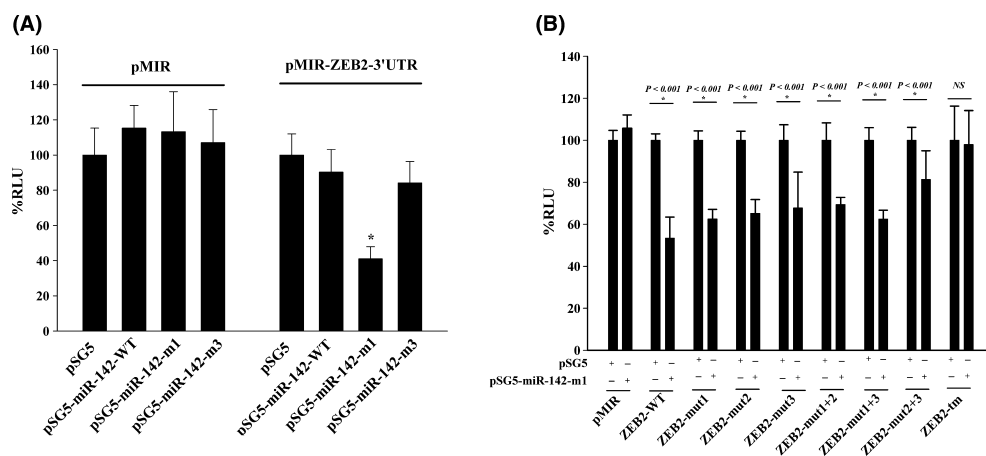 (A)
pMIR
pMIR-ZEB2-3'UTR
%RLU
160
140
120
100
80
60
40
20
0
*
pSG5
pSG5-miR-142-WT
pSG5-miR-142-m1
pSG5-miR-142-m3
pSG5
pSG5-miR-142-WT
pSG5-miR-142-m1
pSG5-miR-142-m3
(B)
%RLU
140
120
100
80
60
40
20
0
P < 0.001 P < 0.001 P < 0.001 P < 0.001 P < 0.001 P < 0.001 P < 0.001 NS
* * * * * * *
pSG5 + – + – + – + – + – + – + – + – + –
pSG5-miR-142-m1 – + – + – + – + – + – + – + – + – +
pMIR
ZEB2-WT
ZEB2-mut1
ZEB2-mut2
ZEB2-mut3
ZEB2-mut1+2
ZEB2-mut1+3
ZEB2-mut2+3
ZEB2-tm